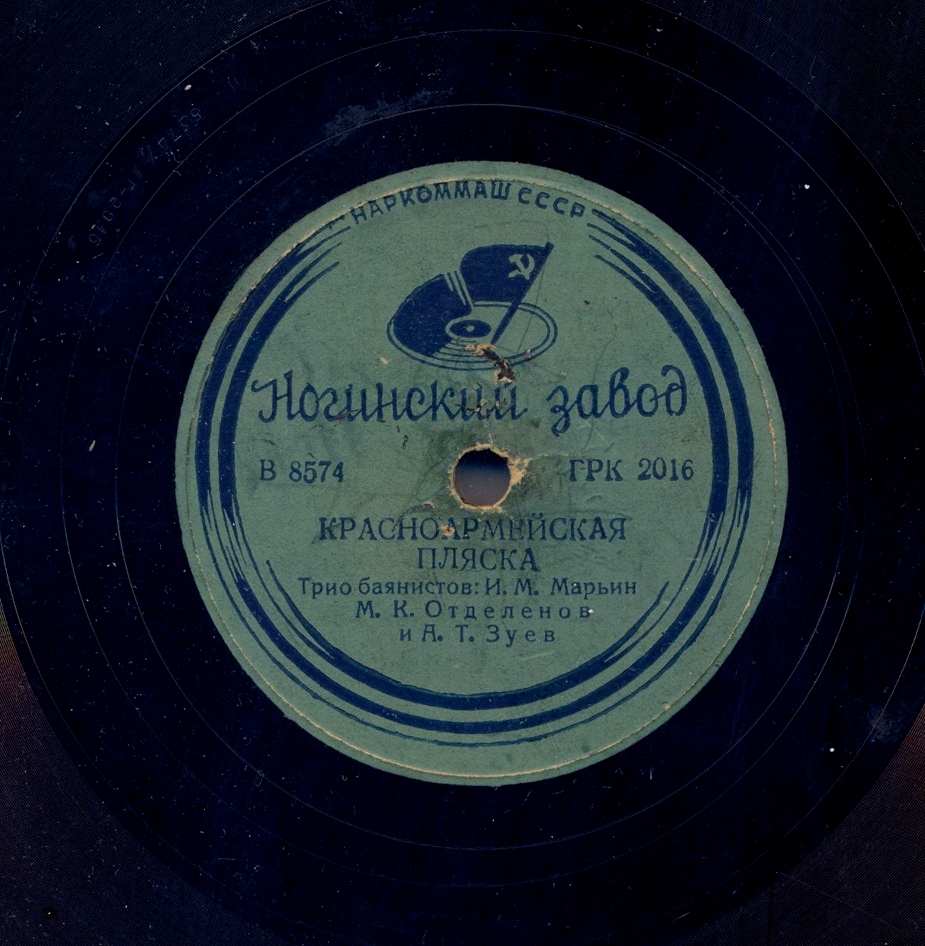 НАРКОММАШ СССР
Ногинский завод
В 8574 ГРК 2016
КРАСНОАРМЕЙСКАЯ
ПЛЯСКА
Трио баянистов: И. М. Марьин
М. К. Отделенов
и А. Т. Зуев